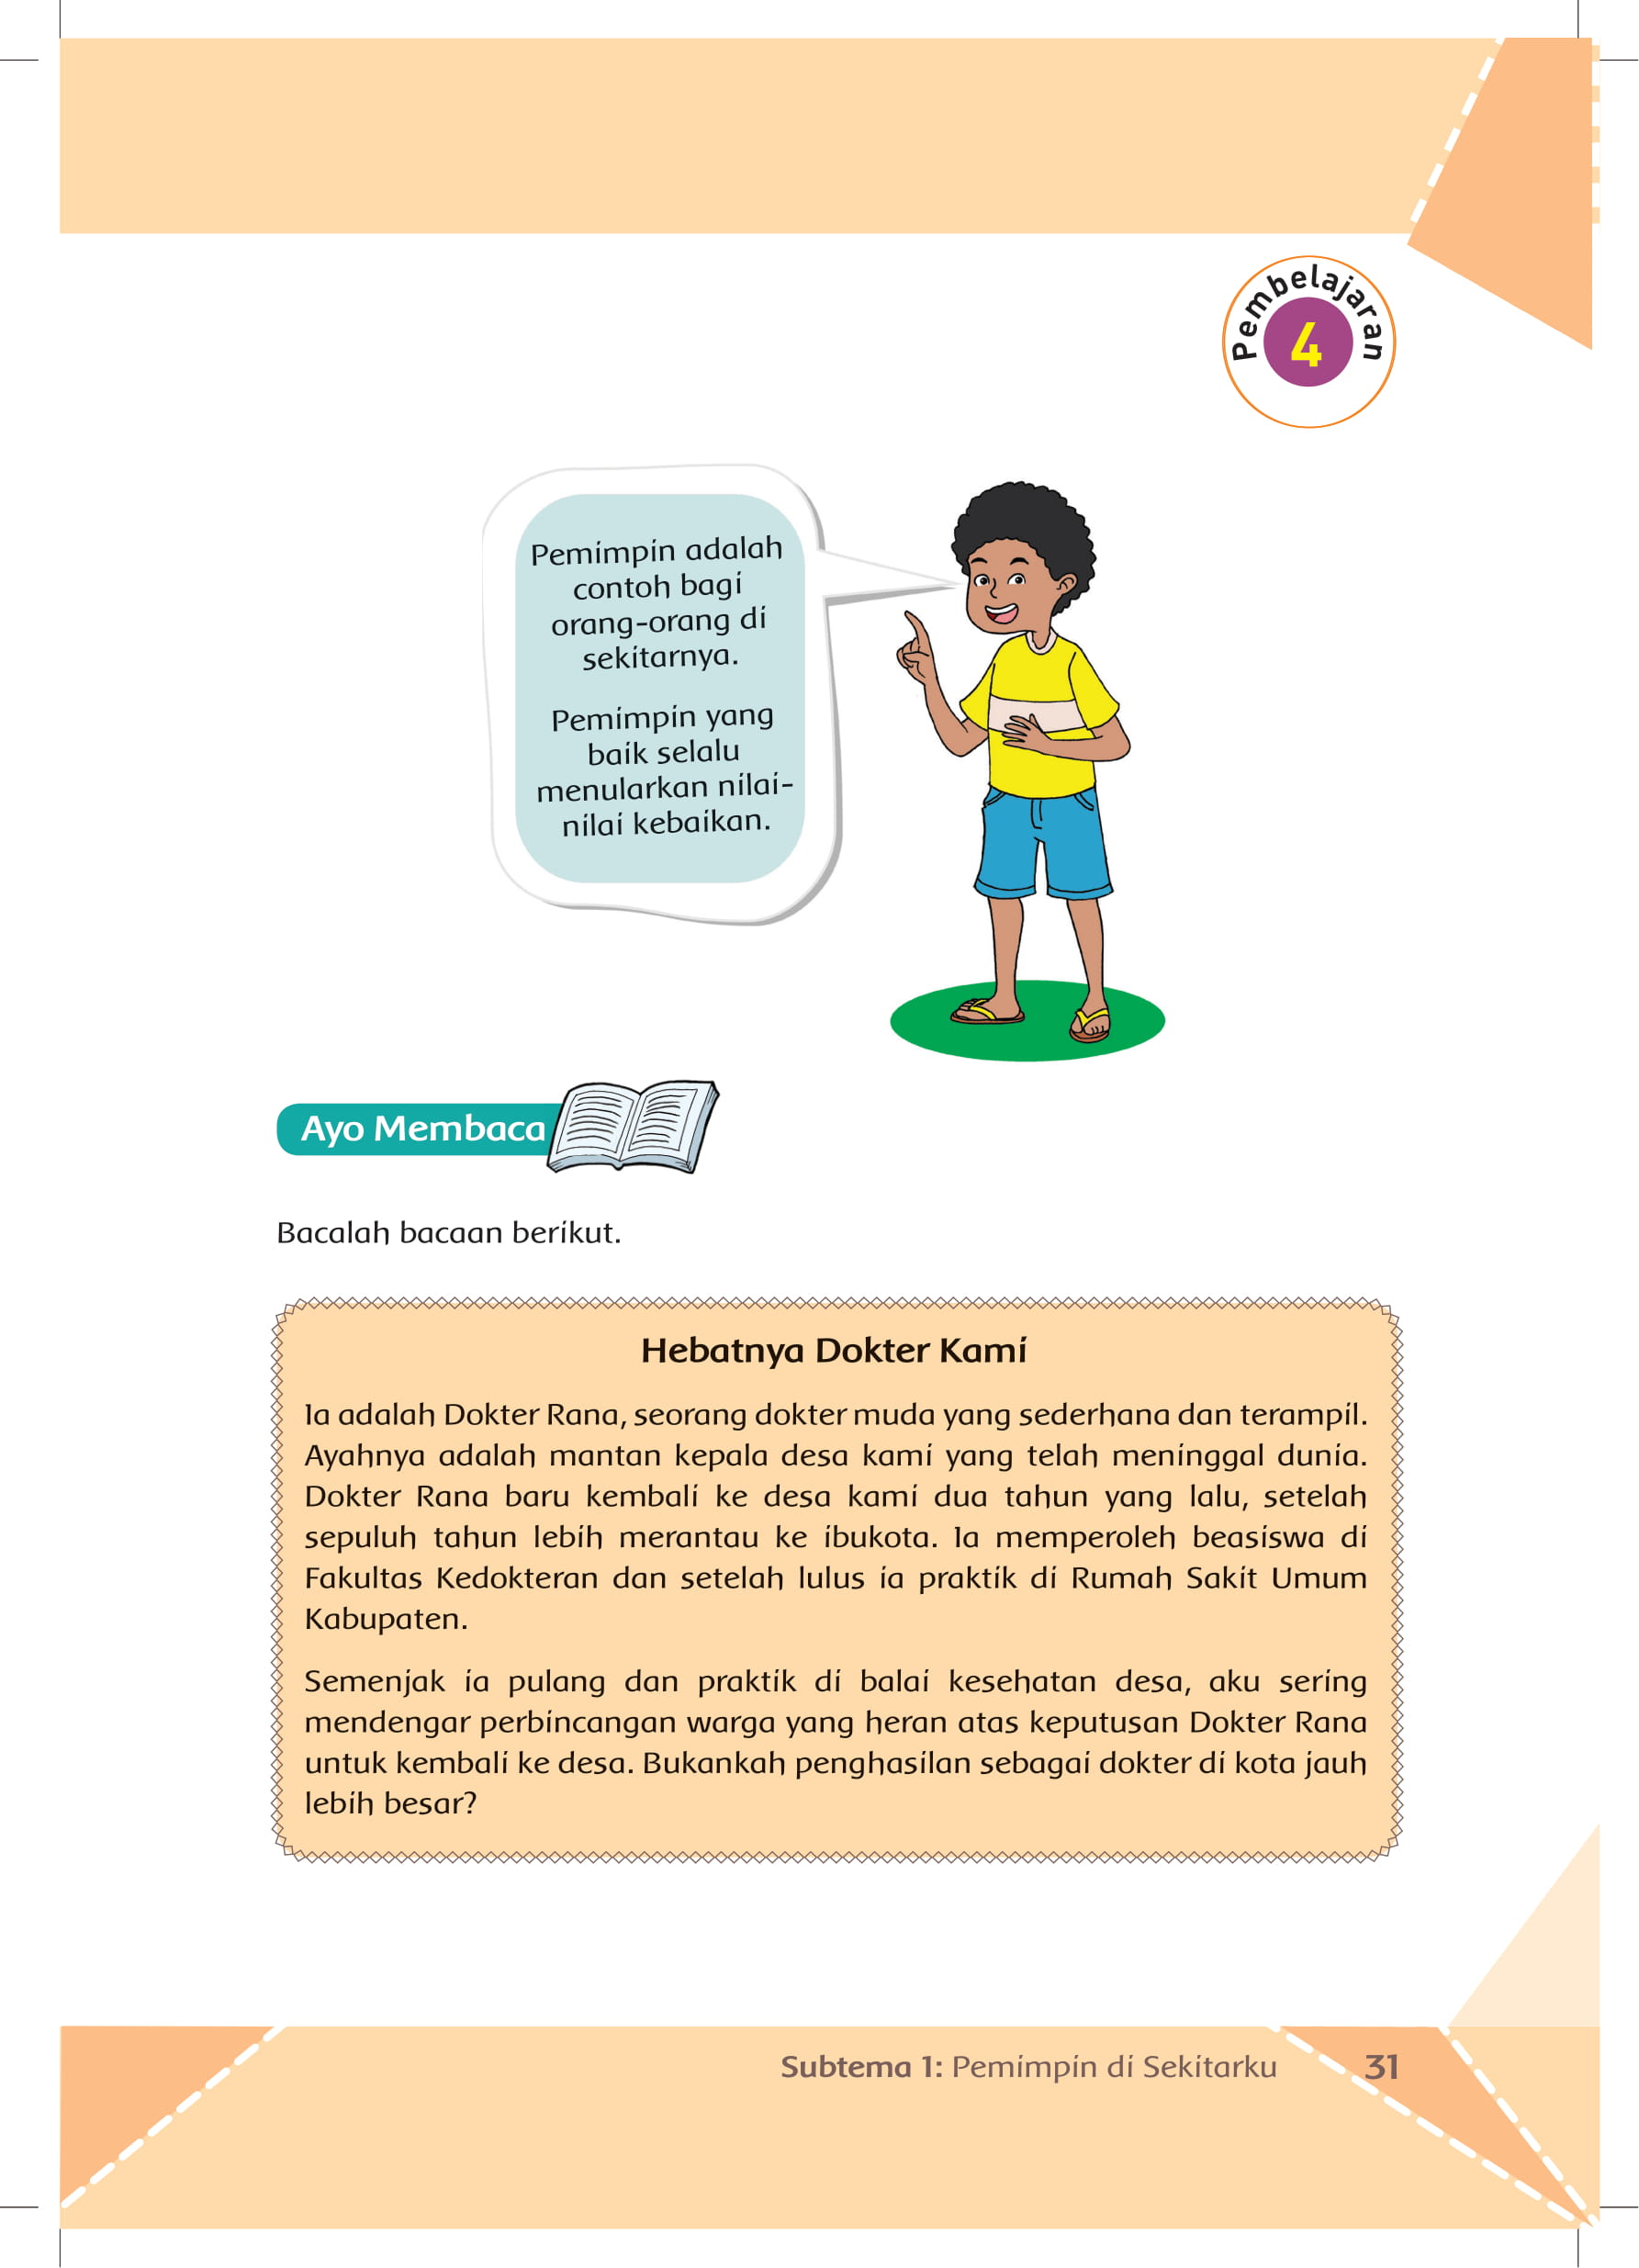 Pembelajaran
4
Pemimpin adalah
contoh bagi
orang-orang di
sekitarnya.
Pemimpin yang
baik selalu
menularkan nilai-
nilai kebaikan.
Ayo Membaca
Bacalah bacaan berikut.
Hebatnya Dokter Kami
Ia adalah Dokter Rana, seorang dokter muda yang sederhana dan terampil.
Ayahnya adalah mantan kepala desa kami yang telah meninggal dunia.
Dokter Rana baru kembali ke desa kami dua tahun yang lalu, setelah
sepuluh tahun lebih merantau ke ibukota. Ia memperoleh beasiswa di
Fakultas Kedokteran dan setelah lulus ia praktik di Rumah Sakit Umum
Kabupaten.
Semenjak ia pulang dan praktik di balai kesehatan desa, aku sering
mendengar perbincangan warga yang heran atas keputusan Dokter Rana
untuk kembali ke desa. Bukankah penghasilan sebagai dokter di kota jauh
lebih besar?
Subtema 1: Pemimpin di Sekitarku 31